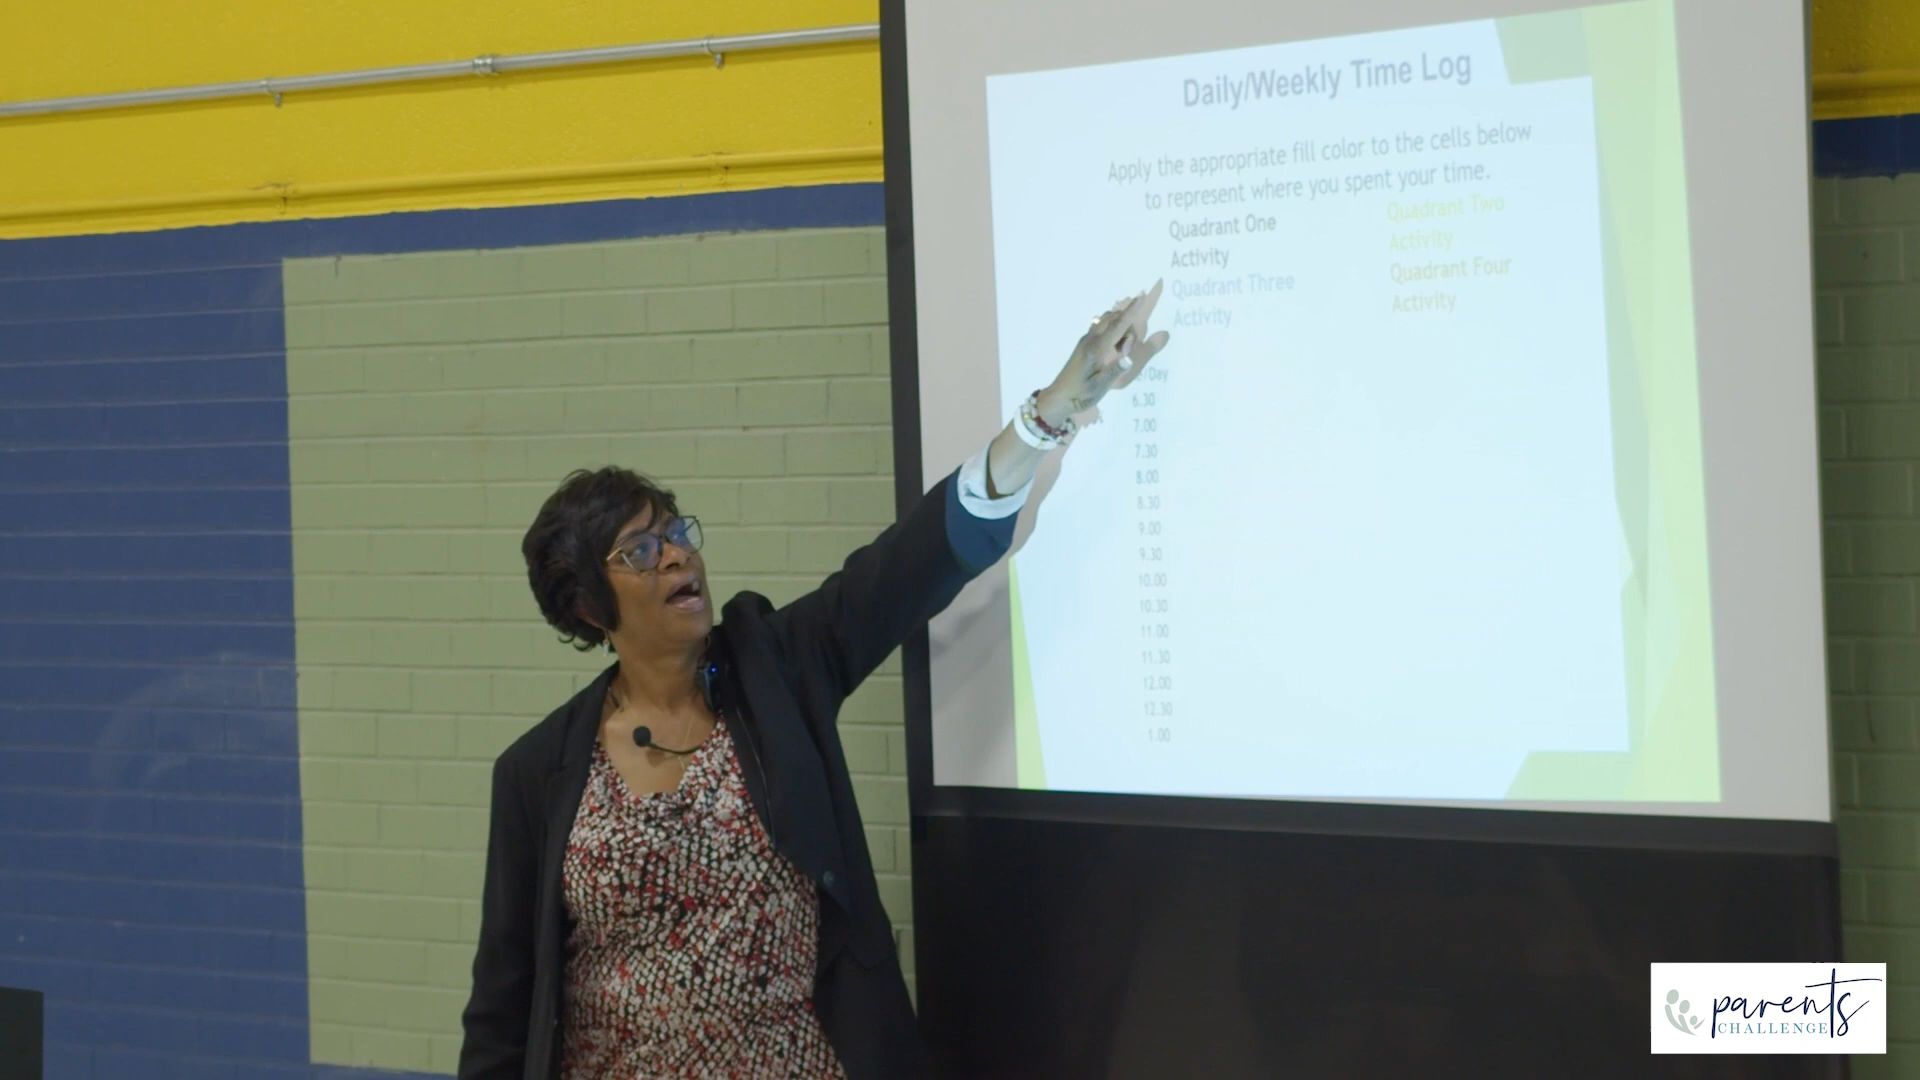 Daily/Weekly Time Log
Apply the appropriate fill color to the cells below
to represent where you spent your time.
Quadrant One
Activity
Quadrant Two
Activity
Quadrant Three
Activity
Quadrant Four
Activity
/Day
6.30
7.00
7.30
8.00
8.30
9.00
9.30
10.00
10.30
11.00
11.30
12.00
12.30
1.00
parents
CHALLENGE